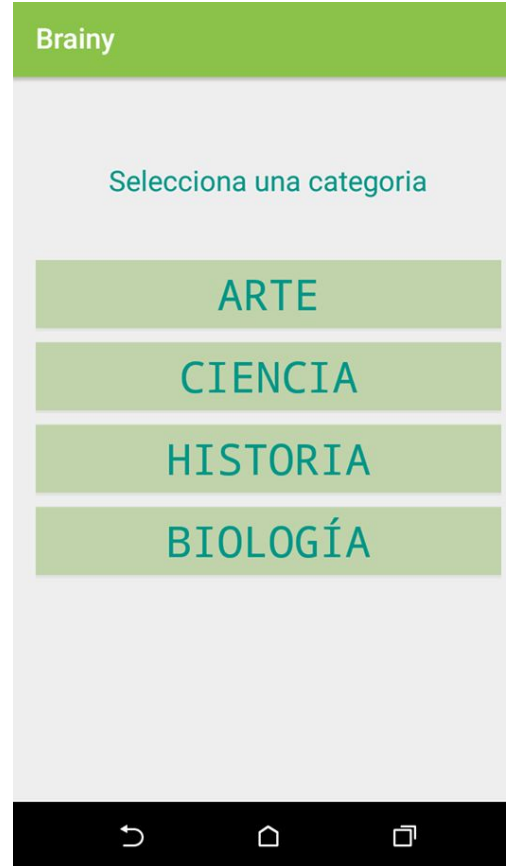 Brainy
Selecciona una categoria
ARTE
CIENCIA
HISTORIA
BIOLOGÍA